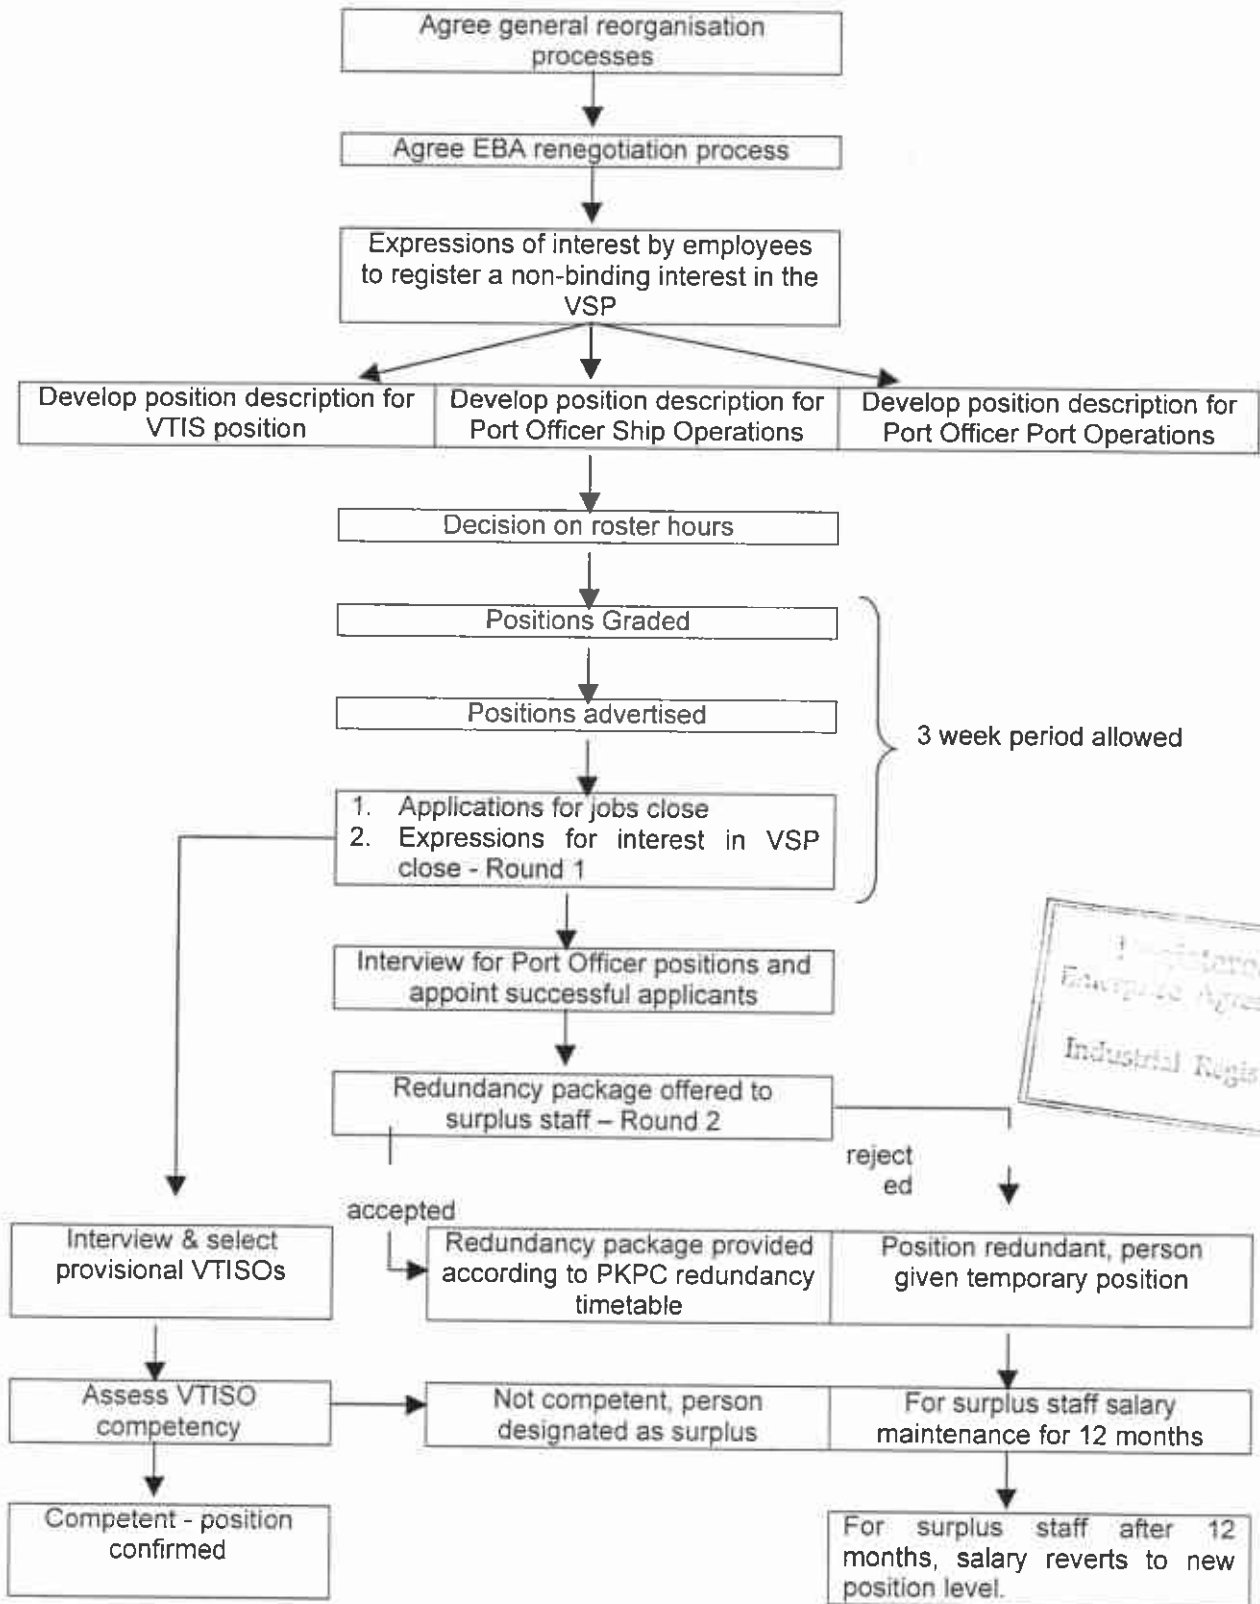 Agree general reorganisation
processes
Agree EBA renegotiation process
Expressions of interest by employees
to register a non-binding interest in the
VSP
Develop position description for
VTIS position
Develop position description for
Port Officer Ship Operations
Develop position description for
Port Officer Port Operations
Decision on roster hours
Positions Graded
Positions advertised
3 week period allowed
1. Applications for jobs close
2. Expressions for interest in VSP
close - Round 1
Interview for Port Officer positions and
appoint successful applicants
Enterprise
Industrial
Redundancy package offered to
surplus staff – Round 2
reject
ed
accepted
Interview & select
provisional VTISOs
Redundancy package provided
according to PKPC redundancy
timetable
Position redundant, person
given temporary position
Assess VTISO
competency
Not competent, person
designated as surplus
For surplus staff salary
maintenance for 12 months
Competent - position
confirmed
For surplus staff after 12
months, salary reverts to new
position level.